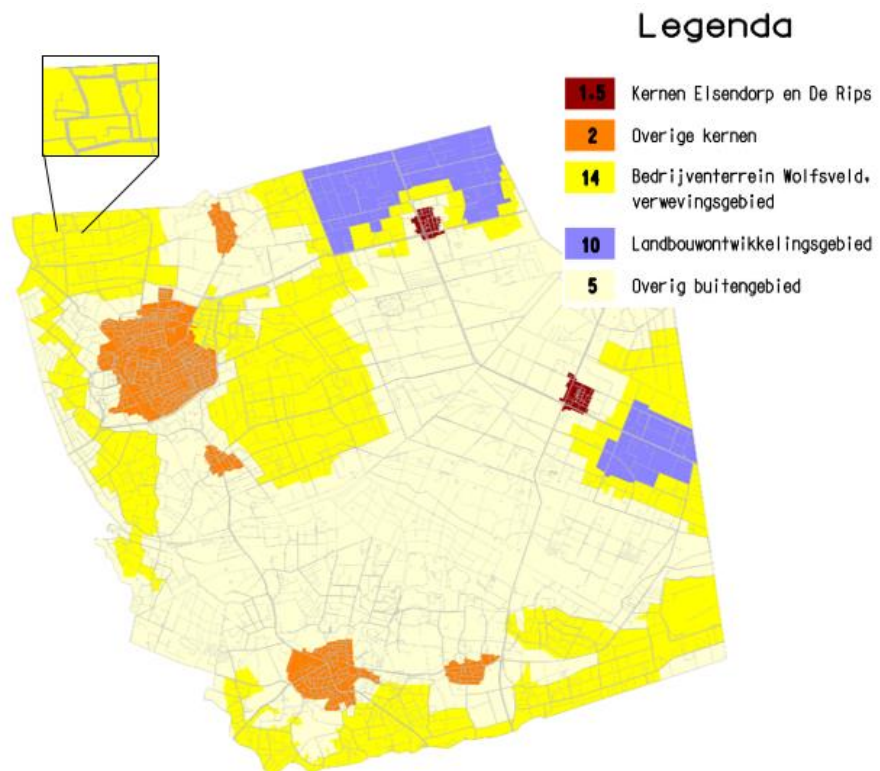 Legenda
1.5 Kernen Elsendorp en De Rips
2 Overige kernen
14 Bedrijventerrein Wolfsveld.
verwevingsgebied
10 Landbouwontwikkelingsgebied
5 Overig buitengebied